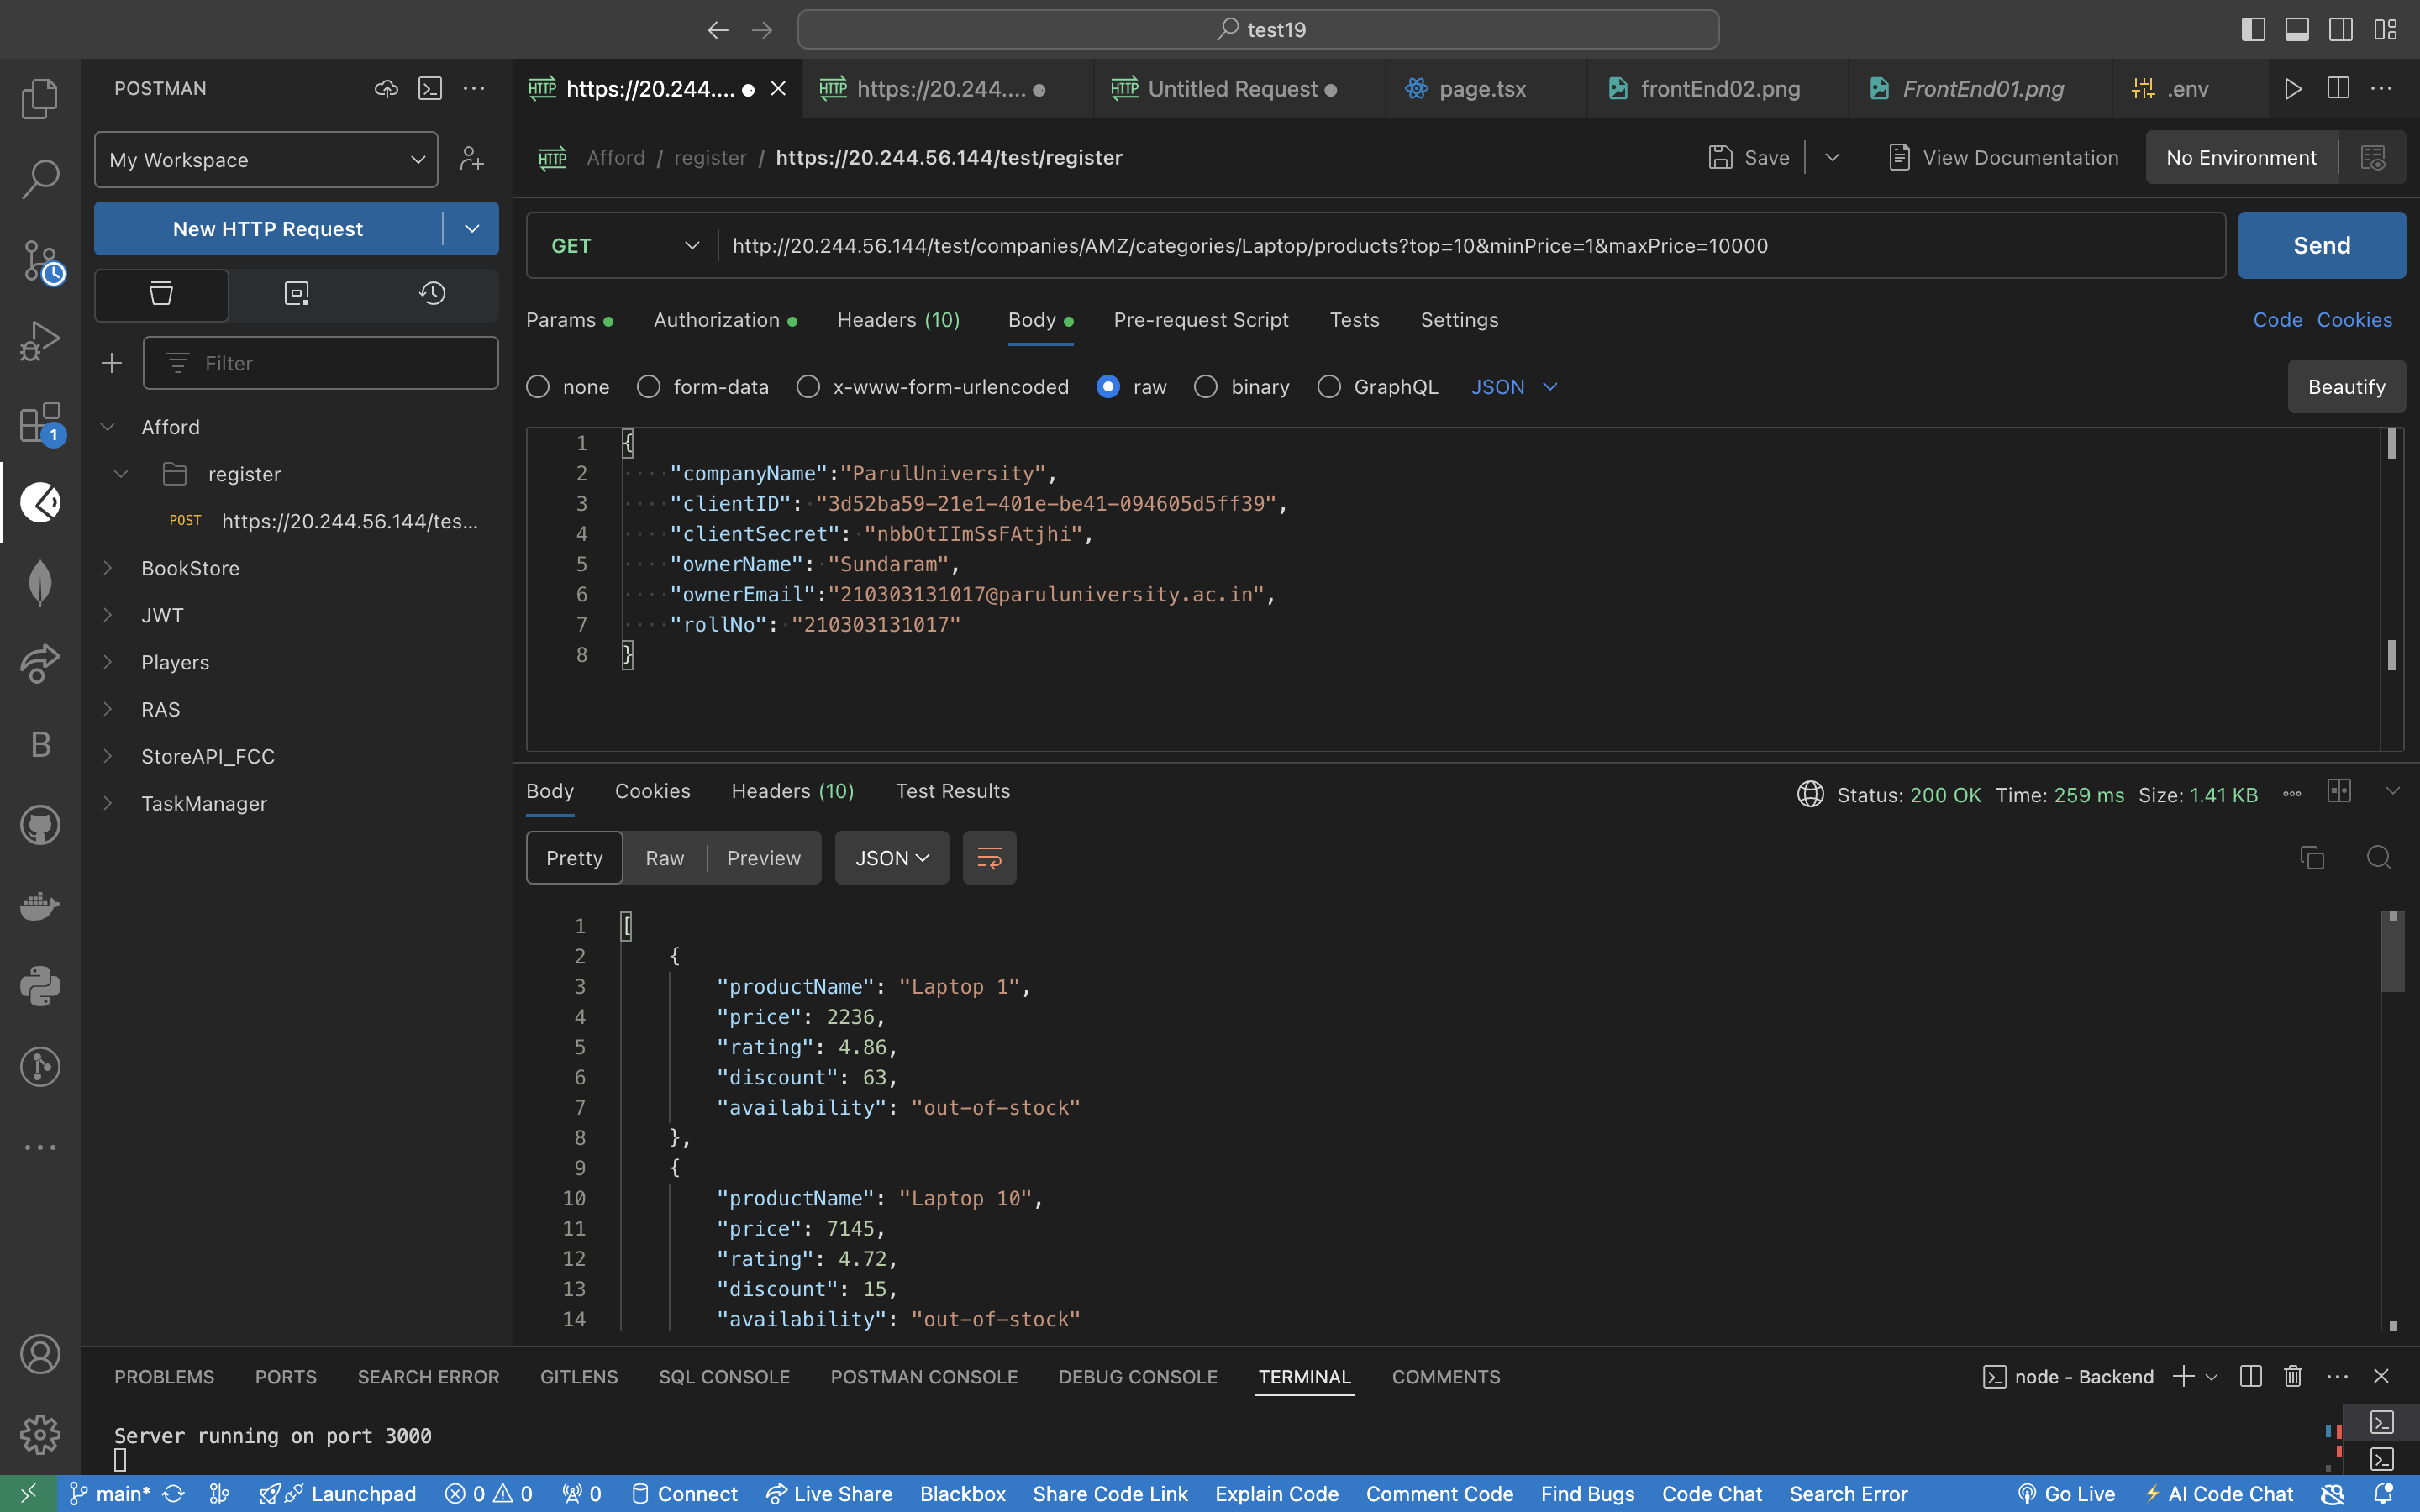 test19
POSTMAN
My Workspace
New HTTP Request
Filter
Afford
register
POST https://20.244.56.144/tes...
BookStore
JWT
Players
RAS
StoreAPI_FCC
TaskManager
HTTP https://20.244....
HTTP https://20.244....
HTTP Untitled Request
page.tsx
frontEnd02.png
FrontEnd01.png
.env
HTTP Afford / register / https://20.244.56.144/test/register
Save
View Documentation
No Environment
GET http://20.244.56.144/test/companies/AMZ/categories/Laptop/products?top=10&minPrice=1&maxPrice=10000
Send
Params Authorization Headers (10) Body Pre-request Script Tests Settings
Code Cookies
none form-data x-www-form-urlencoded raw binary GraphQL JSON
Beautify
1 {
2 "companyName":"ParulUniversity",
3 "clientID": "3d52ba59-21e1-401e-be41-094605d5ff39",
4 "clientSecret": "nbbOtIImSsFAtjhi",
5 "ownerName": "Sundaram",
6 "ownerEmail":"210303131017@paruluniversity.ac.in",
7 "rollNo": "210303131017"
8 }
Body Cookies Headers (10) Test Results
Status: 200 OK Time: 259 ms Size: 1.41 KB
Pretty Raw Preview JSON
1 [
2 {
3 "productName": "Laptop 1",
4 "price": 2236,
5 "rating": 4.86,
6 "discount": 63,
7 "availability": "out-of-stock"
8 },
9 {
10 "productName": "Laptop 10",
11 "price": 7145,
12 "rating": 4.72,
13 "discount": 15,
14 "availability": "out-of-stock"
PROBLEMS PORTS SEARCH ERROR GITLENS SQL CONSOLE POSTMAN CONSOLE DEBUG CONSOLE TERMINAL COMMENTS
node - Backend
Server running on port 3000
B
1
main* Launchpad 0 0 0 Connect Live Share Blackbox Share Code Link Explain Code Comment Code Find Bugs Code Chat Search Error Go Live AI Code Chat